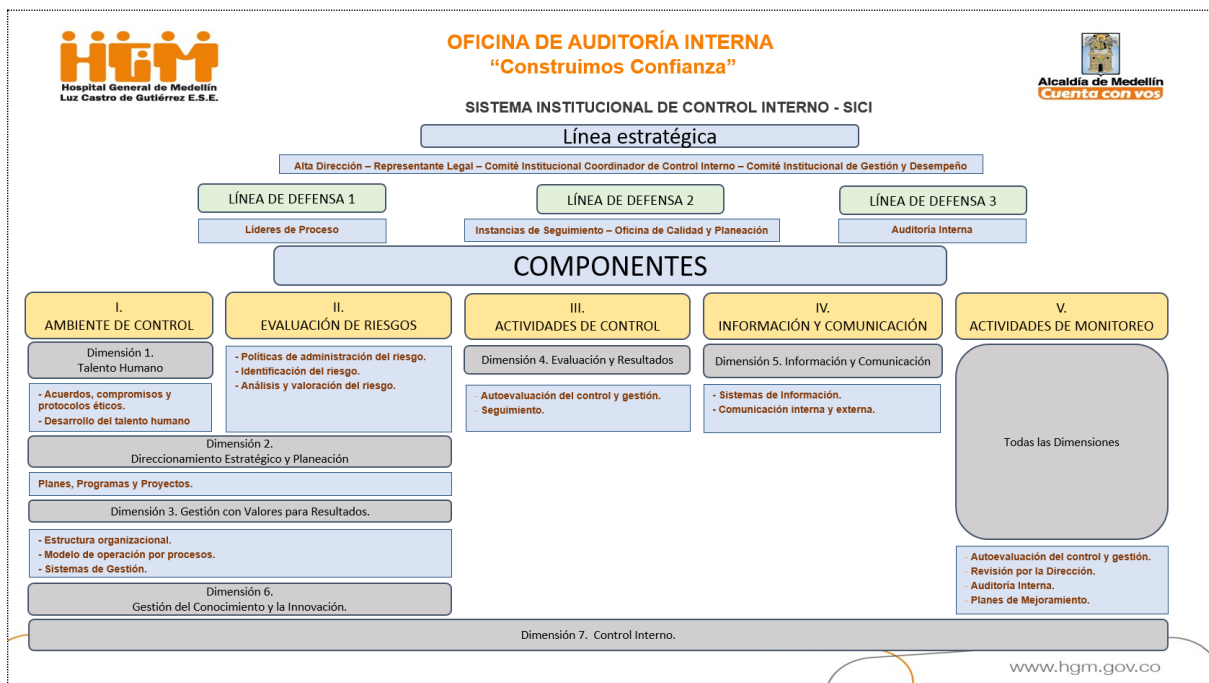 HGM
Hospital General de Medellín
Luz Castro de Gutiérrez E.S.E.
OFICINA DE AUDITORÍA INTERNA
“Construimos Confianza”
Alcaldía de Medellín
Cuenta con vos
SISTEMA INSTITUCIONAL DE CONTROL INTERNO - SICI
Línea estratégica
Alta Dirección – Representante Legal – Comité Institucional Coordinador de Control Interno – Comité Institucional de Gestión y Desempeño
LÍNEA DE DEFENSA 1
LÍNEA DE DEFENSA 2
LÍNEA DE DEFENSA 3
Líderes de Proceso
Instancias de Seguimiento – Oficina de Calidad y Planeación
Auditoría Interna
COMPONENTES
I.
AMBIENTE DE CONTROL
II.
EVALUACIÓN DE RIESGOS
III.
ACTIVIDADES DE CONTROL
IV.
INFORMACIÓN Y COMUNICACIÓN
V.
ACTIVIDADES DE MONITOREO
Dimensión 1.
Talento Humano
- Acuerdos, compromisos y
protocolos éticos.
- Desarrollo del talento humano
- Políticas de administración del riesgo.
- Identificación del riesgo.
- Análisis y valoración del riesgo.
Dimensión 4. Evaluación y Resultados
- Autoevaluación del control y gestión.
- Seguimiento.
Dimensión 5. Información y Comunicación
- Sistemas de Información.
- Comunicación interna y externa.
Todas las Dimensiones
Dimensión 2.
Direccionamiento Estratégico y Planeación
Planes, Programas y Proyectos.
Dimensión 3. Gestión con Valores para Resultados.
- Estructura organizacional.
- Modelo de operación por procesos.
- Sistemas de Gestión.
- Autoevaluación del control y gestión.
- Revisión por la Dirección.
- Auditoría Interna.
- Planes de Mejoramiento.
Dimensión 6.
Gestión del Conocimiento y la Innovación.
Dimensión 7.  Control Interno.
www.hgm.gov.co